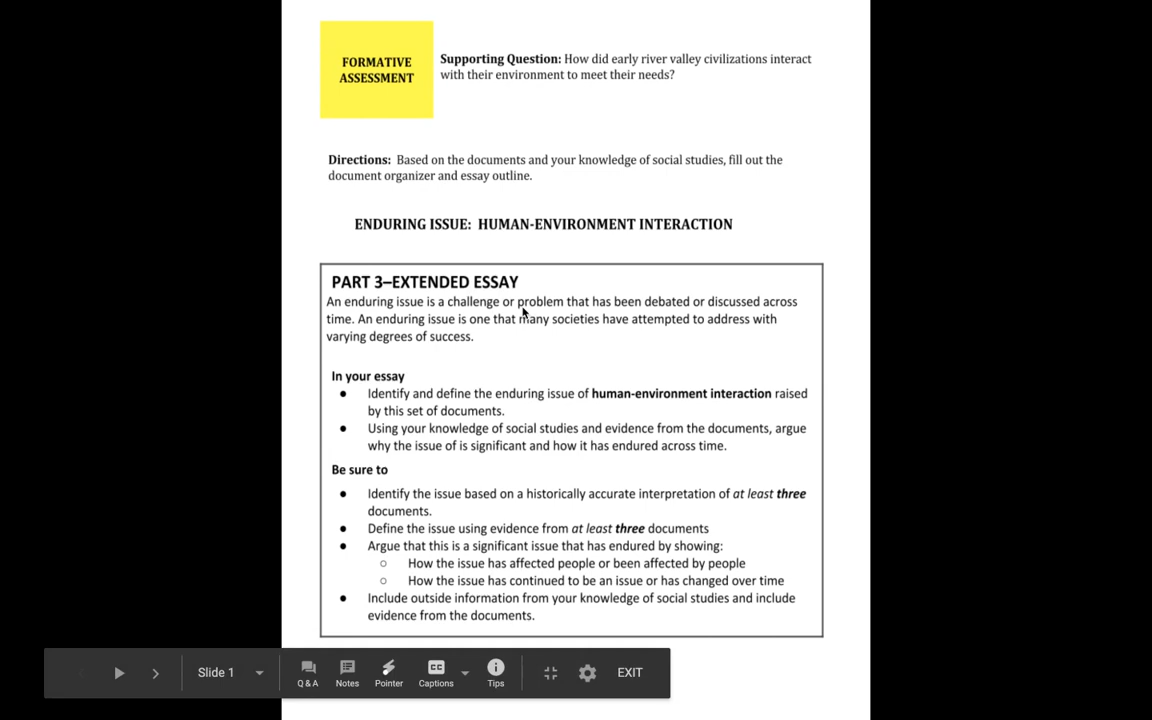 FORMATIVE
ASSESSMENT
Supporting Question: How did early river valley civilizations interact
with their environment to meet their needs?
Directions: Based on the documents and your knowledge of social studies, fill out the
document organizer and essay outline.
ENDURING ISSUE: HUMAN-ENVIRONMENT INTERACTION
PART 3–EXTENDED ESSAY
An enduring issue is a challenge or problem that has been debated or discussed across
time. An enduring issue is one that many societies have attempted to address with
varying degrees of success.
In your essay
● Identify and define the enduring issue of human-environment interaction raised
by this set of documents.
● Using your knowledge of social studies and evidence from the documents, argue
why the issue of is significant and how it has endured across time.
Be sure to
● Identify the issue based on a historically accurate interpretation of at least three
documents.
● Define the issue using evidence from at least three documents
● Argue that this is a significant issue that has endured by showing:
○ How the issue has affected people or been affected by people
○ How the issue has continued to be an issue or has changed over time
● Include outside information from your knowledge of social studies and include
evidence from the documents.
Slide 1
Q & A
Notes
Pointer
CC
Captions
Tips
EXIT